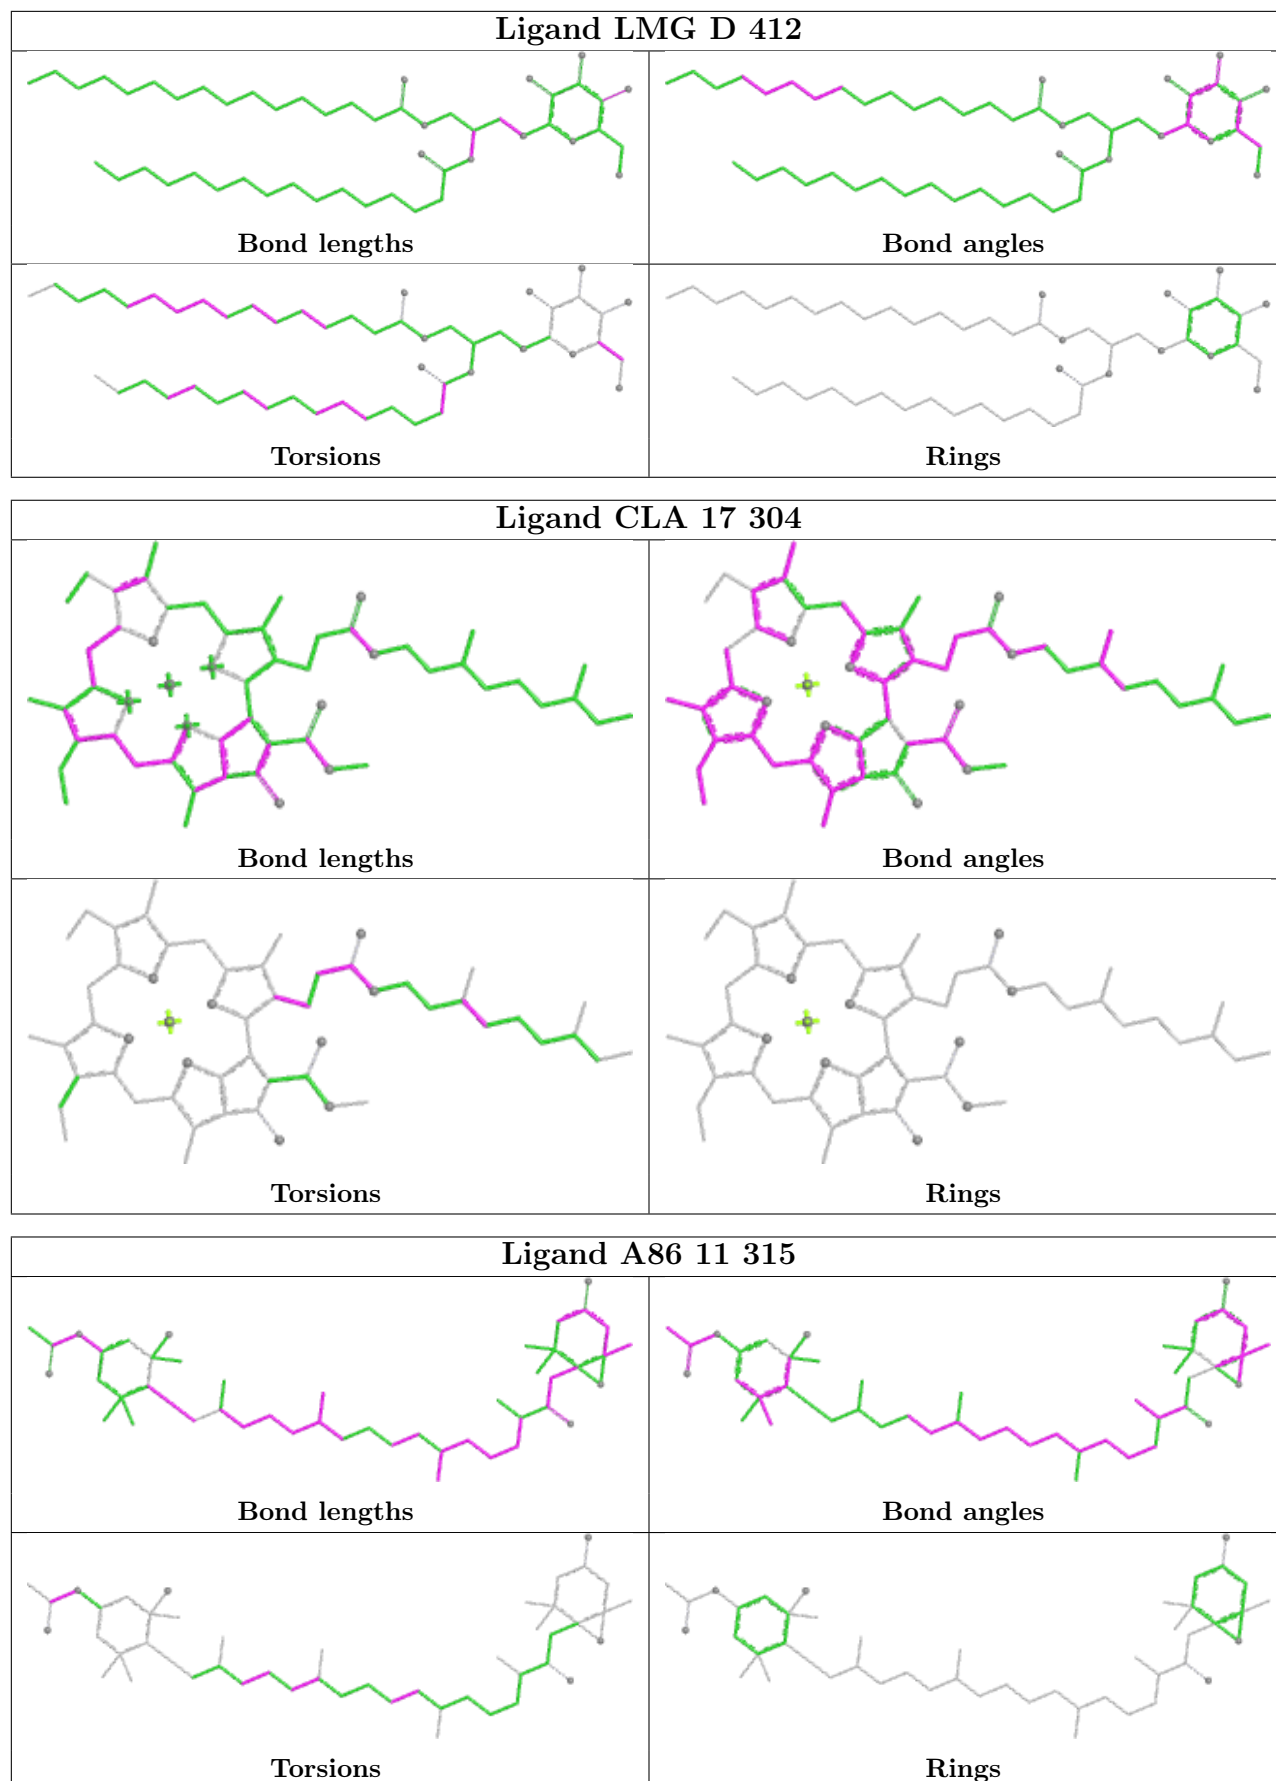 Ligand LMG D 412
Bond lengths
Bond angles
Torsions
Rings
Ligand CLA 17 304
Bond lengths
Bond angles
Torsions
Rings
Ligand A86 11 315
Bond lengths
Bond angles
Torsions
Rings